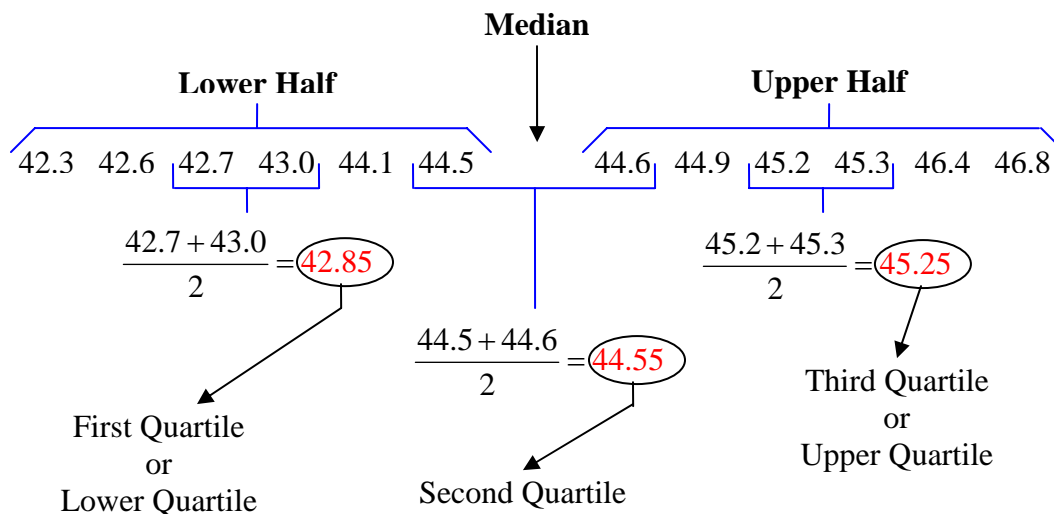 Median
Lower Half
Upper Half
42.3 42.6 42.7 43.0 44.1 44.5 44.6 44.9 45.2 45.3 46.4 46.8
42.7 + 43.0
2
= 42.85
45.2 + 45.3
2
= 45.25
44.5 + 44.6
2
= 44.55
First Quartile
or
Lower Quartile
Second Quartile
Third Quartile
or
Upper Quartile